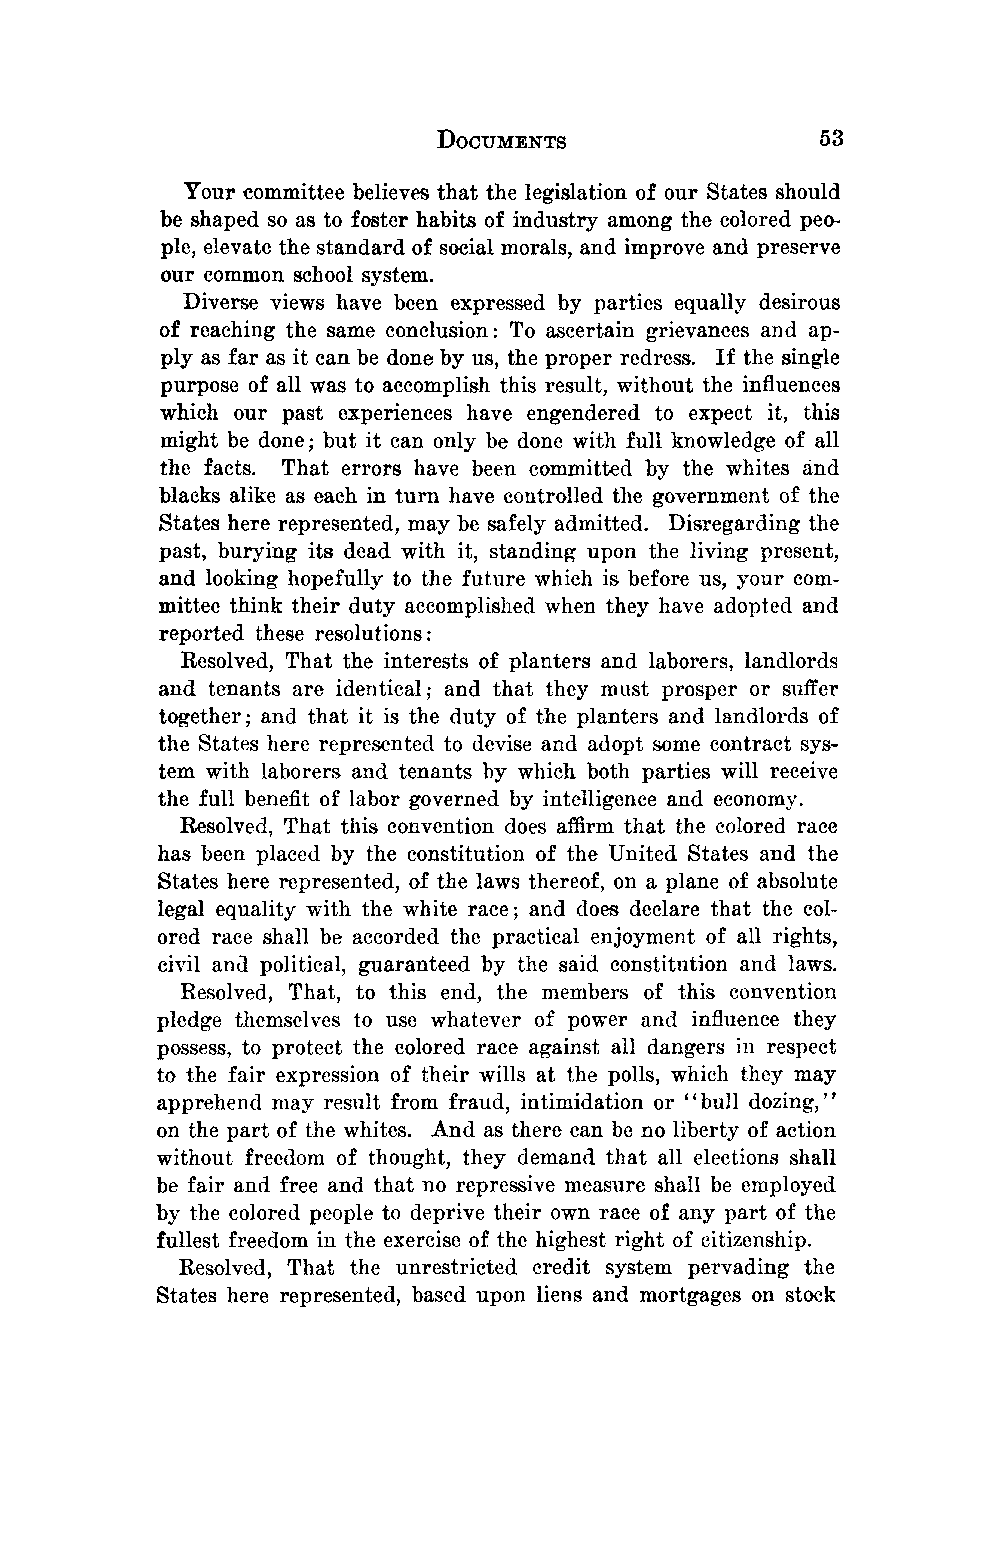 DOCUMENTS 53
Your committee believes that the legislation of our States should
be shaped so as to foster habits of industry among the colored peo-
ple, elevate the standard of social morals, and improve and preserve
our common school system.
Diverse views have been expressed by parties equally desirous
of reaching the same conclusion: To ascertain grievances and ap-
ply as far as it can be done by us, the proper redress. If the single
purpose of all was to accomplish this result, without the influences
which our past experiences have engendered to expect it, this
might be done; but it can only be done with full knowledge of all
the facts. That errors have been committed by the whites and
blacks alike as each in turn have controlled the government of the
States here represented, may be safely admitted. Disregarding the
past, burying its dead with it, standing upon the living present,
and looking hopefully to the future which is before us, your com-
mittee think their duty accomplished when they have adopted and
reported these resolutions:
Resolved, That the interests of planters and laborers, landlords
and tenants are identical; and that they must prosper or suffer
together; and that it is the duty of the planters and landlords of
the States here represented to devise and adopt some contract sys-
tem with laborers and tenants by which both parties will receive
the full benefit of labor governed by intelligence and economy.
Resolved, That this convention does affirm that the colored race
has been placed by the constitution of the United States and the
States here represented, of the laws thereof, on a plane of absolute
legal equality with the white race; and does declare that the col-
ored race shall be accorded the practical enjoyment of all rights,
civil and political, guaranteed by the said constitution and laws.
Resolved, That, to this end, the members of this convention
pledge themselves to use whatever of power and influence they
possess, to protect the colored race against all dangers in respect
to the fair expression of their wills at the polls, which they may
apprehend may result from fraud, intimidation or "bull dozing,"
on the part of the whites. And as there can be no liberty of action
without freedom of thought, they demand that all elections shall
be fair and free and that no repressive measure shall be employed
by the colored people to deprive their own race of any part of the
fullest freedom in the exercise of the highest right of citizenship.
Resolved, That the unrestricted credit system pervading the
States here represented, based upon liens and mortgages on stock